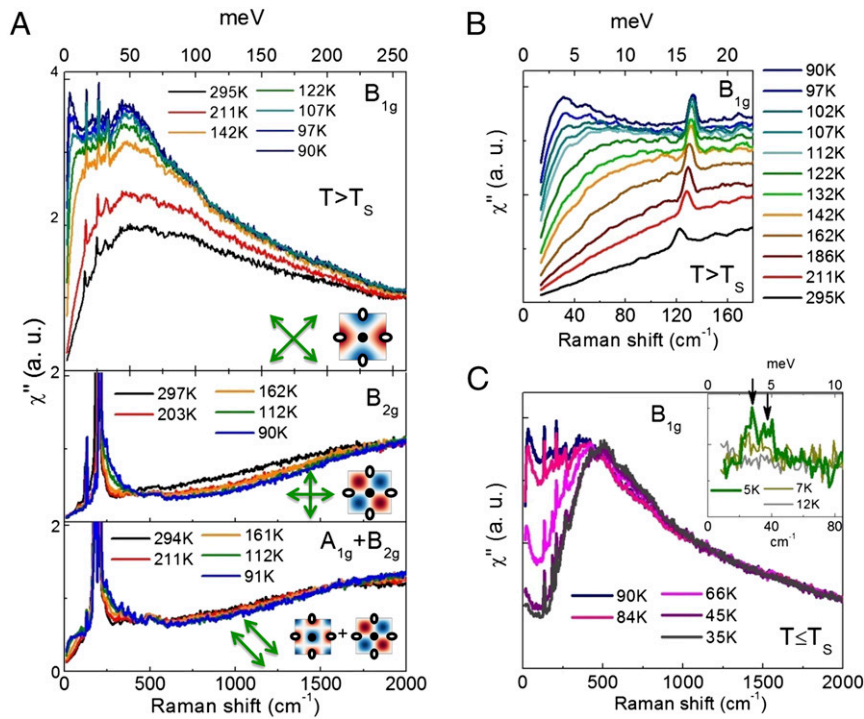 A
meV
0 50 100 150 200 250
4
2
B1g
295K
211K
142K
122K
107K
97K
90K
T>TS
χ" (a. u.)
2
B2g
297K
203K
162K
112K
90K
2
0
A1g+B2g
294K
211K
161K
112K
91K
0 500 1000 1500 2000
Raman shift (cm-1)
B
meV
0 5 10 15 20
B1g
χ" (a. u.)
T>TS
90K
97K
102K
107K
112K
122K
132K
142K
162K
186K
211K
295K
0 40 80 120 160
Raman shift (cm-1)
C
B1g
χ" (a. u.)
meV
0 5 10
5K
7K
12K
0 40 80
cm-1
90K
84K
66K
45K
35K
T≤TS
0 500 1000 1500 2000
Raman shift (cm-1)